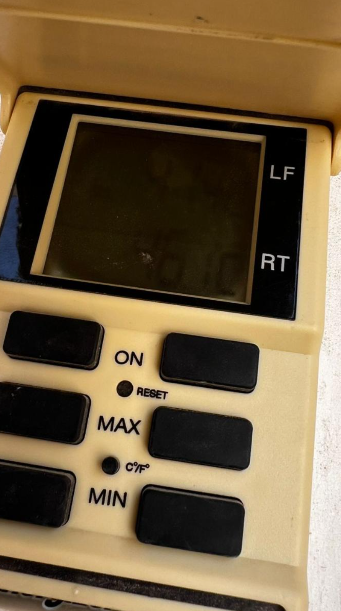 LF
RT
ON
RESET
MAX
C°/F°
MIN